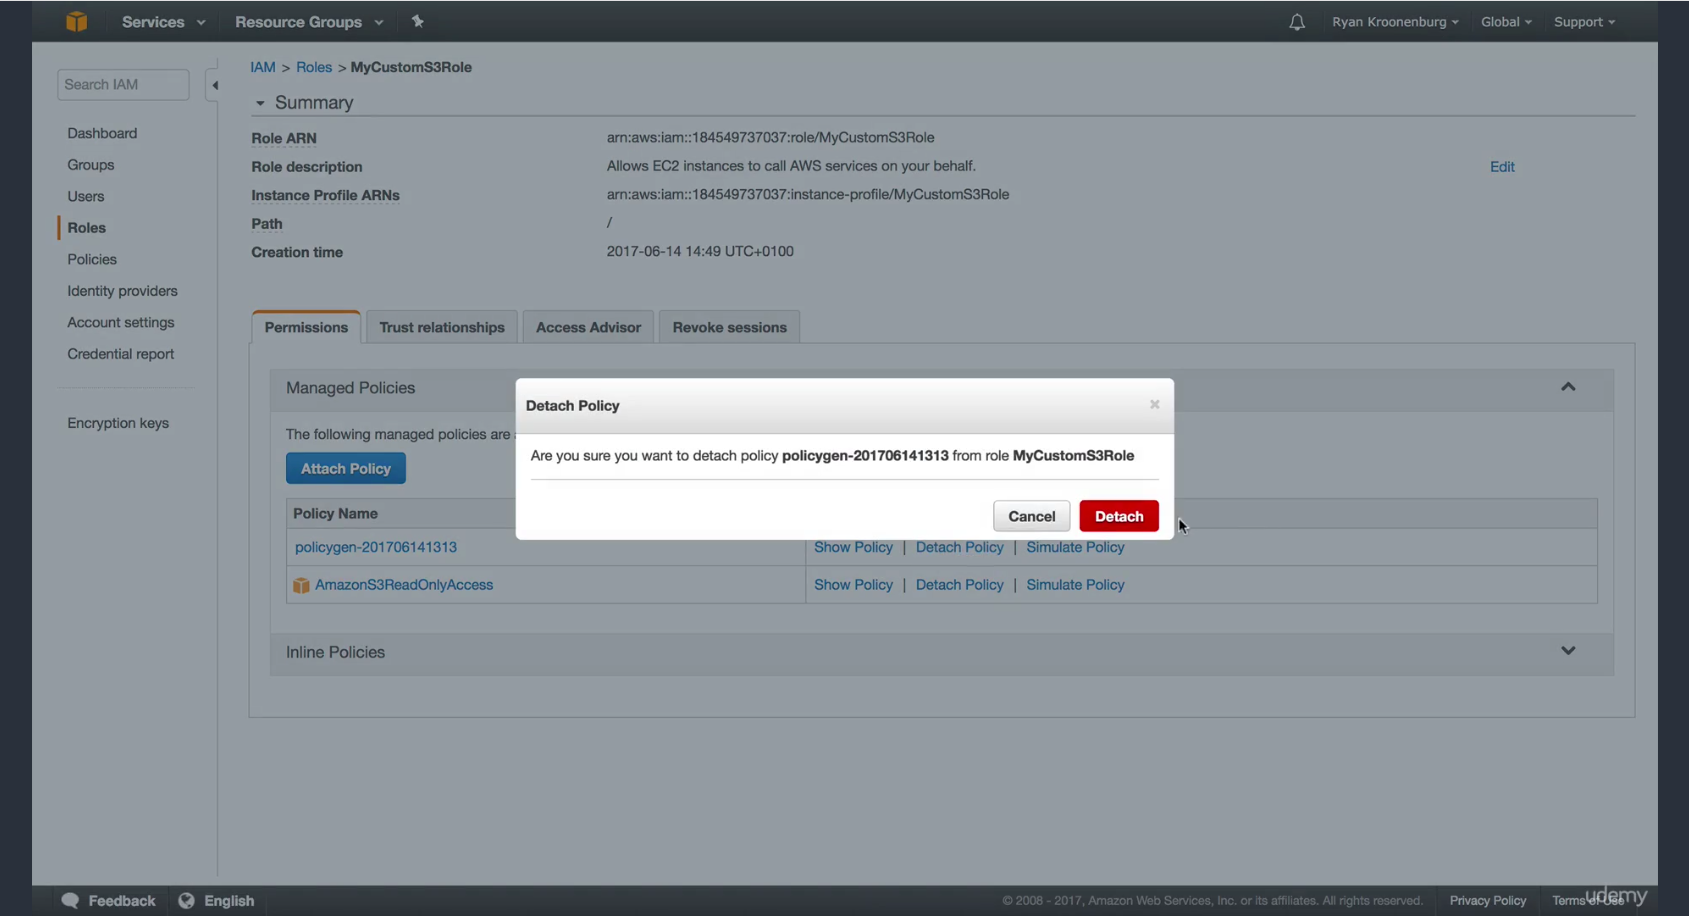 Services Resource Groups Ryan Kroonenburg Global Support
Search IAM
Dashboard
Groups
Users
Roles
Policies
Identity providers
Account settings
Credential report
Encryption keys
IAM > Roles > MyCustomS3Role
Summary
Role ARN arn:aws:iam::184549737037:role/MyCustomS3Role
Role description Allows EC2 instances to call AWS services on your behalf. Edit
Instance Profile ARNs arn:aws:iam::184549737037:instance-profile/MyCustomS3Role
Path /
Creation time 2017-06-14 14:49 UTC+0100
Permissions Trust relationships Access Advisor Revoke sessions
Managed Policies
The following managed policies are
Attach Policy
Detach Policy ×
Are you sure you want to detach policy policygen-201706141313 from role MyCustomS3Role
Cancel Detach
Policy Name
policygen-201706141313 Show Policy | Detach Policy | Simulate Policy
AmazonS3ReadOnlyAccess Show Policy | Detach Policy | Simulate Policy
Inline Policies
Feedback English © 2008 - 2017, Amazon Web Services, Inc. or its affiliates. All rights reserved. Privacy Policy Terms of Use
udemy